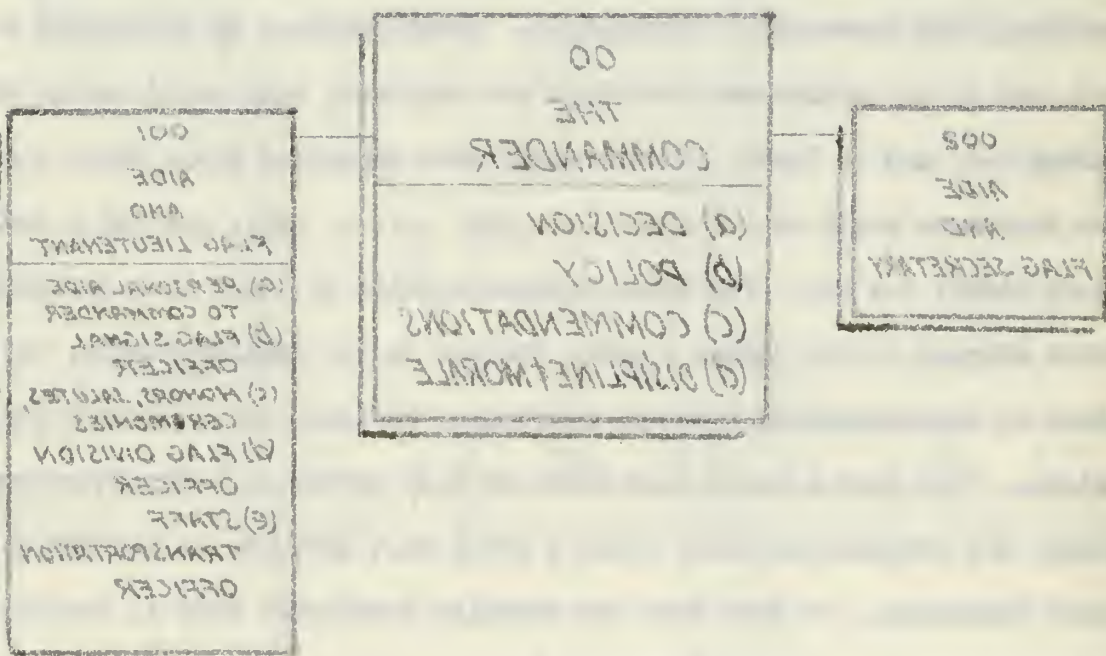 002
AIDE
AND
FLAG SECRETARY
00
THE
COMMANDER
(a) DECISION
(b) POLICY
(c) COMMENDATIONS
(d) DISIPLINE & MORALE
001
AIDE
AND
FLAG LIEUTENANT
(a) PERSONAL AIDE
TO COMMANDER
(b) FLAG SIGNAL
OFFICER
(c) HONORS, SALUTES,
CEREMONIES
(d) FLAG DIVISION
OFFICER
(e) STAFF
TRANSPORTATION
OFFICER